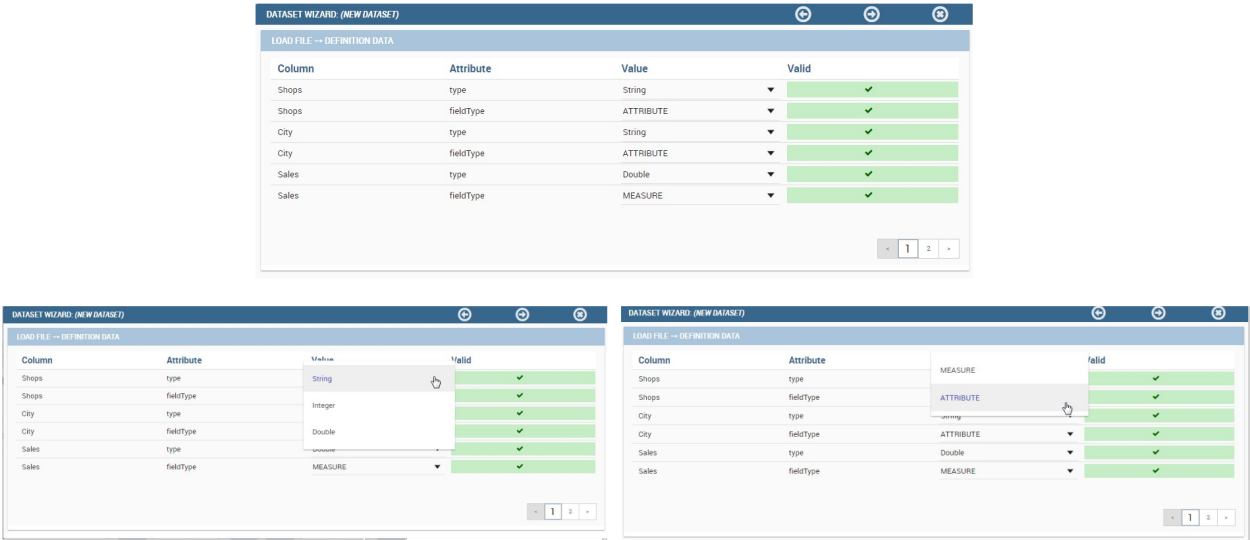 DATASET WIZARD: (NEW DATASET)
LOAD FILE → DEFINITION DATA
Column Attribute Value Valid
Shops type String
Shops fieldType ATTRIBUTE
City type String
City fieldType ATTRIBUTE
Sales type Double
Sales fieldType MEASURE
« 1 2 »
DATASET WIZARD: (NEW DATASET)
LOAD FILE → DEFINITION DATA
Column Attribute Value Valid
Shops type String
Shops fieldType
Integer
City type
City fieldType Double
Sales type Double
Sales fieldType MEASURE
« 1 2 »
DATASET WIZARD: (NEW DATASET)
LOAD FILE → DEFINITION DATA
Column Attribute Valid
MEASURE
Shops type
Shops fieldType ATTRIBUTE
City type String
City fieldType ATTRIBUTE
Sales type Double
Sales fieldType MEASURE
« 1 2 »